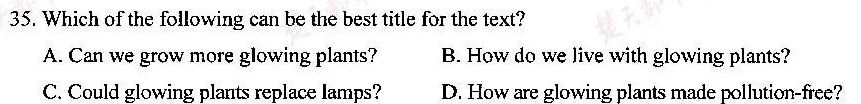 35. Which of the following can be the best title for the text?
A. Can we grow more glowing plants? B. How do we live with glowing plants?
C. Could glowing plants replace lamps? D. How are glowing plants made pollution-free?